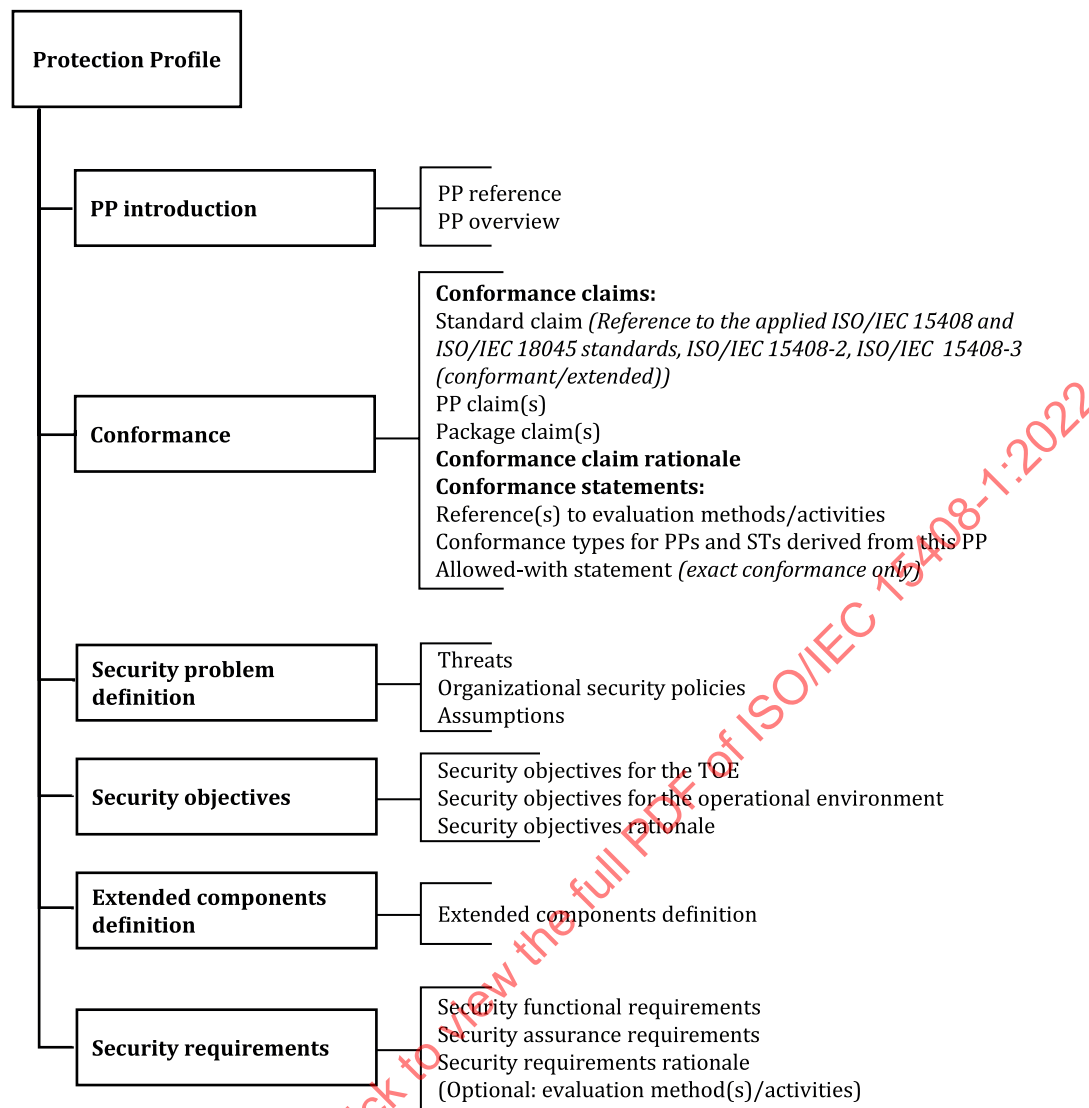 Protection Profile
PP introduction
PP reference
PP overview
Conformance
Conformance claims:
Standard claim (Reference to the applied ISO/IEC 15408 and
ISO/IEC 18045 standards, ISO/IEC 15408-2, ISO/IEC 15408-3
(conformant/extended))
PP claim(s)
Package claim(s)
Conformance claim rationale
Conformance statements:
Reference(s) to evaluation methods/activities
Conformance types for PPs and STs derived from this PP
Allowed-with statement (exact conformance only)
Security problem
definition
Threats
Organizational security policies
Assumptions
Security objectives
Security objectives for the TOE
Security objectives for the operational environment
Security objectives rationale
Extended components
definition
Extended components definition
Security requirements
Security functional requirements
Security assurance requirements
Security requirements rationale
(Optional: evaluation method(s)/activities)
ck to view the full PDF of ISO/IEC 15408-1:2022